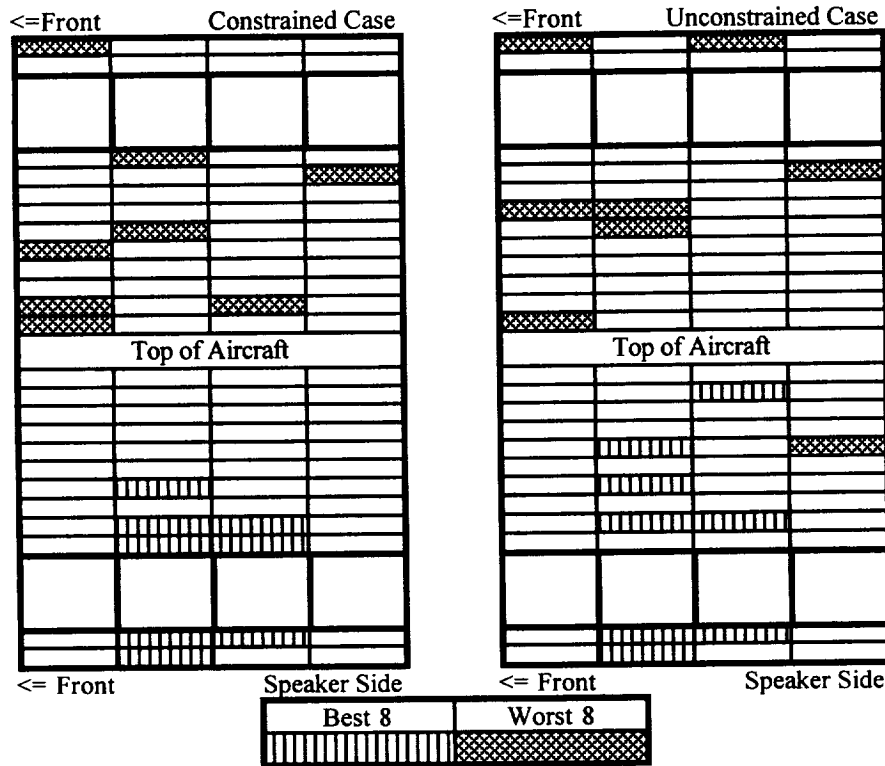 <=Front Constrained Case
<=Front Unconstrained Case
Top of Aircraft
Top of Aircraft
<= Front Speaker Side
<= Front Speaker Side
Best 8 Worst 8